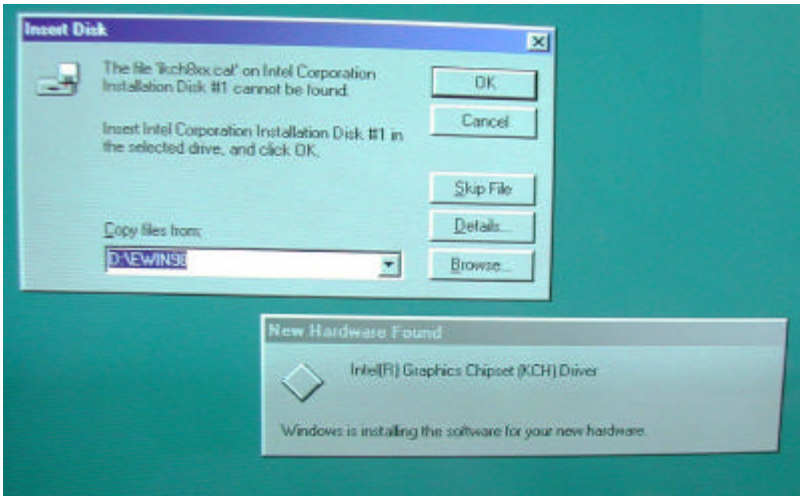 Insert Disk
The file 'ikch8xx.cat' on Intel Corporation
Installation Disk #1 cannot be found.
Insert Intel Corporation Installation Disk #1 in
the selected drive, and click OK.
Copy files from:
D:\EWIN98
OK
Cancel
Skip File
Details...
Browse...
New Hardware Found
Intel(R) Graphics Chipset (KCH) Driver
Windows is installing the software for your new hardware.